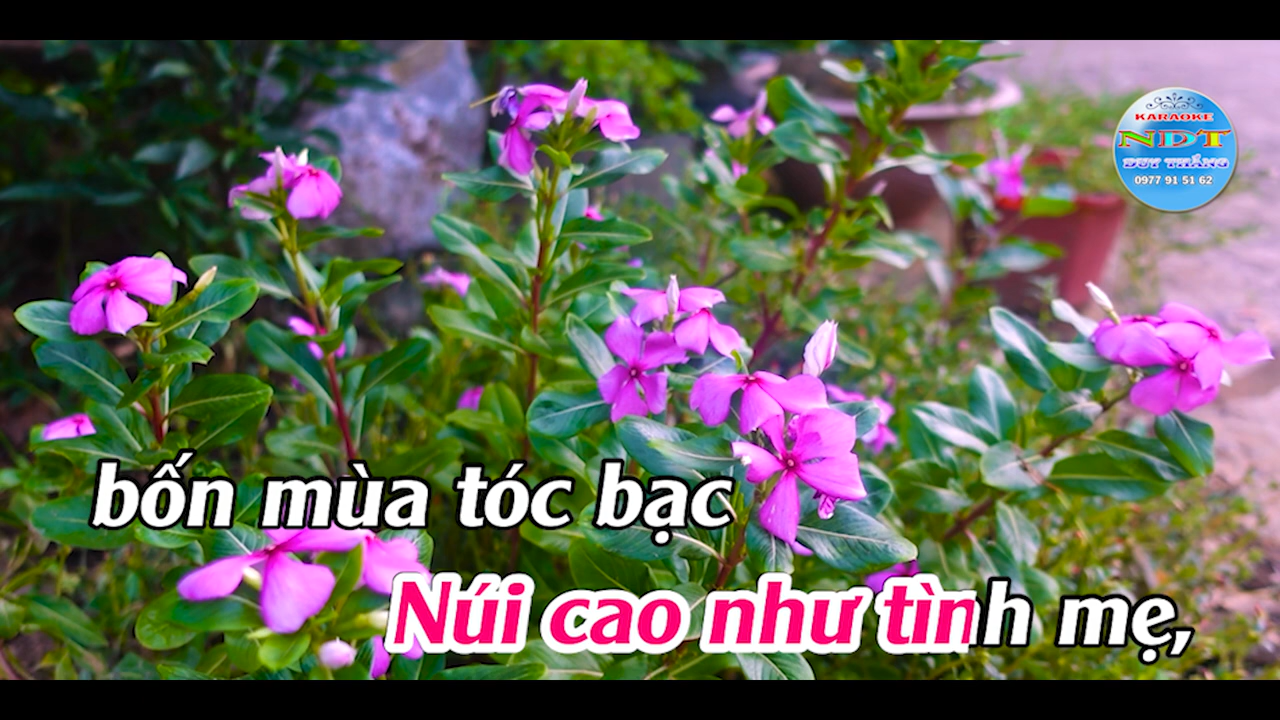 KARAOKE
NDT
DUY THẮNG
0977 91 51 62
bốn mùa tóc bạc
Núi cao như tình mẹ,